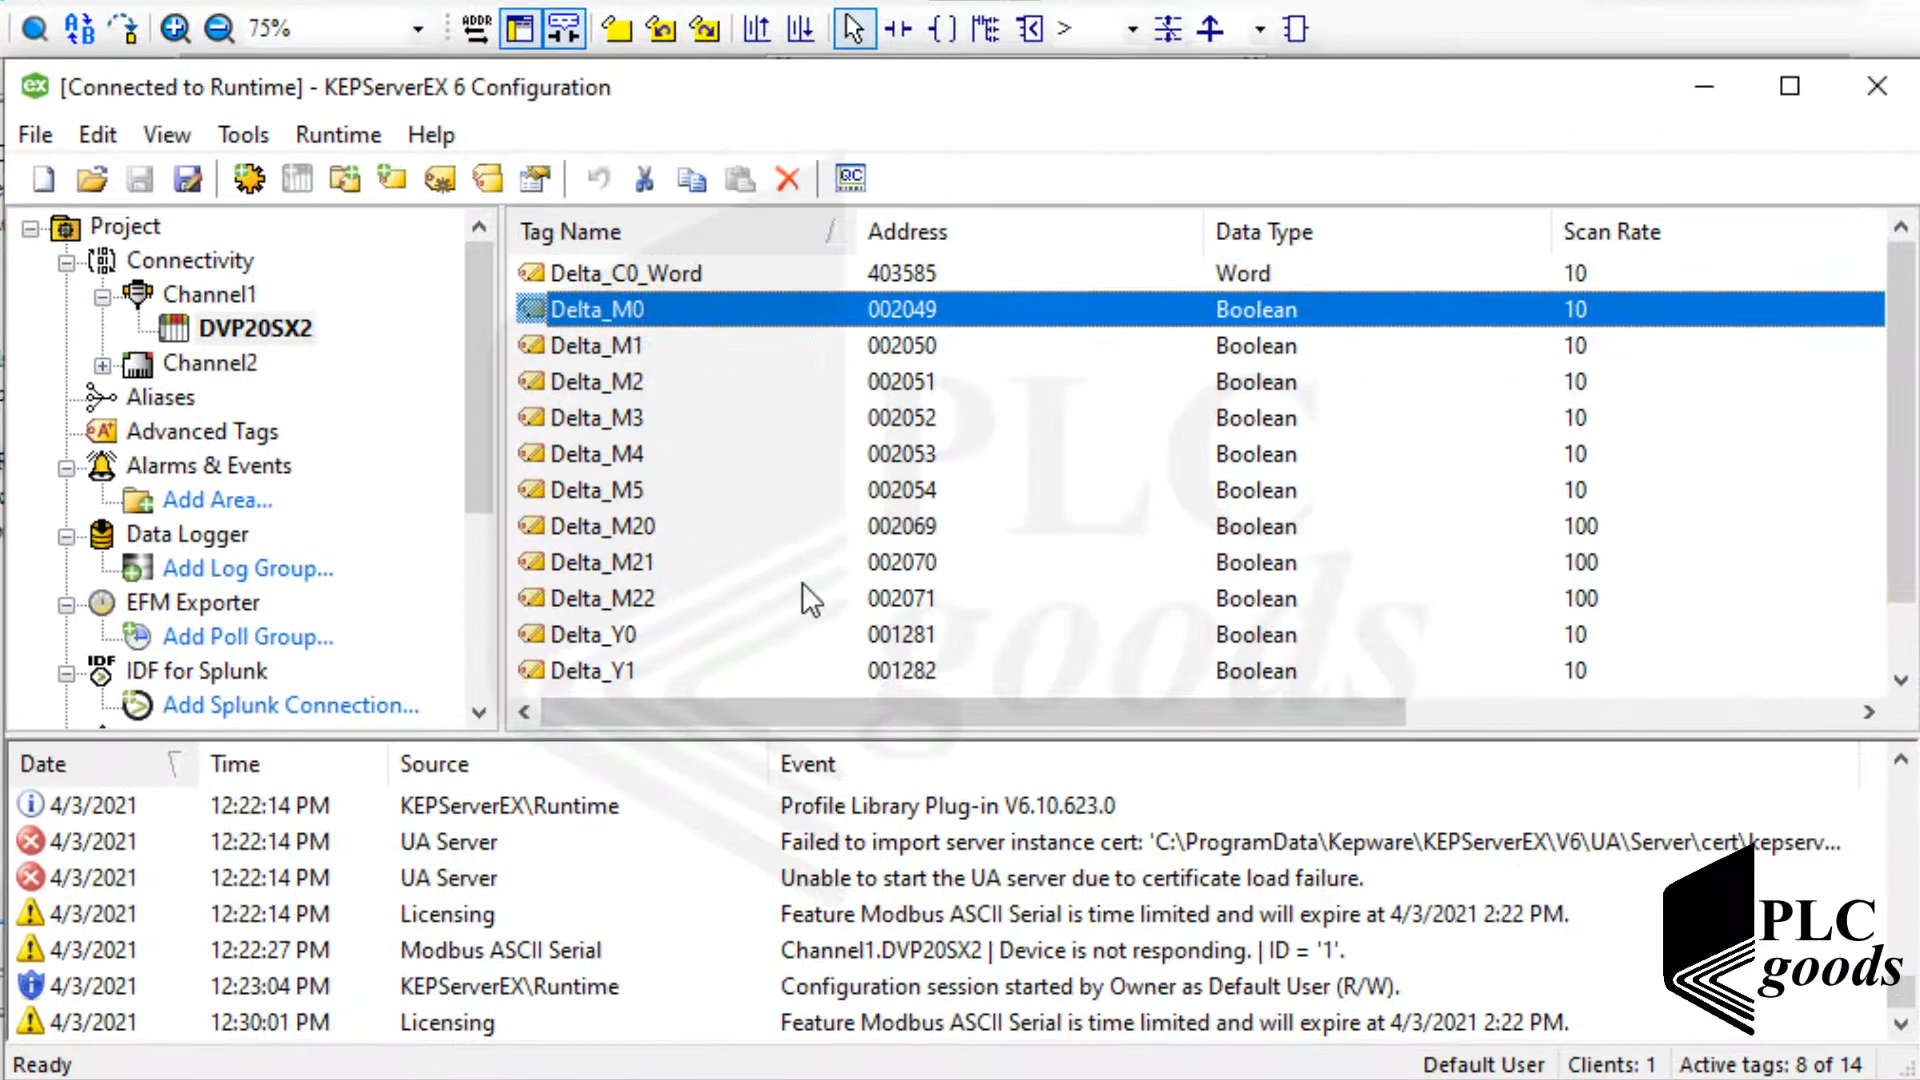 75%
ADDR
[Connected to Runtime] - KEPServerEX 6 Configuration
File Edit View Tools Runtime Help
QC
Project
Connectivity
Channel1
DVP20SX2
Channel2
Aliases
Advanced Tags
Alarms & Events
Add Area...
Data Logger
Add Log Group...
EFM Exporter
Add Poll Group...
IDF for Splunk
Add Splunk Connection...
Tag Name Address Data Type Scan Rate
Delta_C0_Word 403585 Word 10
Delta_M0 002049 Boolean 10
Delta_M1 002050 Boolean 10
Delta_M2 002051 Boolean 10
Delta_M3 002052 Boolean 10
Delta_M4 002053 Boolean 10
Delta_M5 002054 Boolean 10
Delta_M20 002069 Boolean 100
Delta_M21 002070 Boolean 100
Delta_M22 002071 Boolean 100
Delta_Y0 001281 Boolean 10
Delta_Y1 001282 Boolean 10
PLC
goods
Date Time Source Event
4/3/2021 12:22:14 PM KEPServerEX\Runtime Profile Library Plug-in V6.10.623.0
4/3/2021 12:22:14 PM UA Server Failed to import server instance cert: 'C:\ProgramData\Kepware\KEPServerEX\V6\UA\Server\cert\kepserv...
4/3/2021 12:22:14 PM UA Server Unable to start the UA server due to certificate load failure.
4/3/2021 12:22:14 PM Licensing Feature Modbus ASCII Serial is time limited and will expire at 4/3/2021 2:22 PM.
4/3/2021 12:22:27 PM Modbus ASCII Serial Channel1.DVP20SX2 | Device is not responding. | ID = '1'.
4/3/2021 12:23:04 PM KEPServerEX\Runtime Configuration session started by Owner as Default User (R/W).
4/3/2021 12:30:01 PM Licensing Feature Modbus ASCII Serial is time limited and will expire at 4/3/2021 2:22 PM.
PLC
goods
Ready Default User Clients: 1 Active tags: 8 of 14